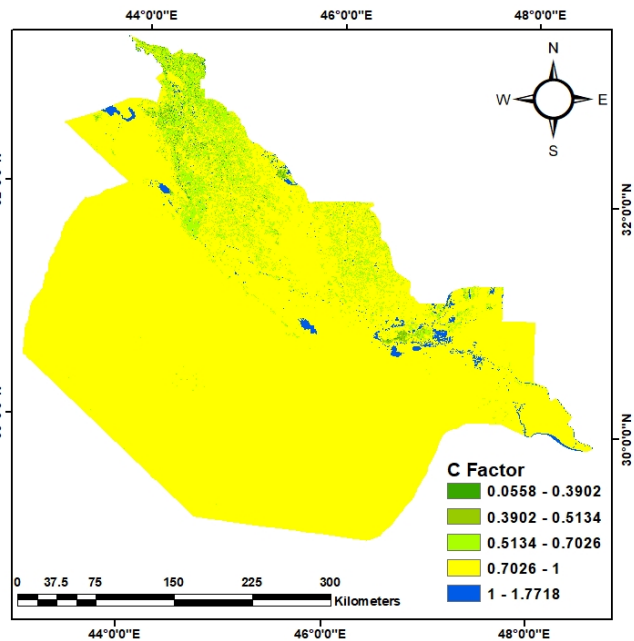 44°0'0"E 46°0'0"E 48°0'0"E
N
W E
S
32°0'0"N
30°0'0"N
C Factor
0.0558 - 0.3902
0.3902 - 0.5134
0.5134 - 0.7026
0.7026 - 1
1 - 1.7718
0 37.5 75 150 225 300
Kilometers
44°0'0"E 46°0'0"E 48°0'0"E